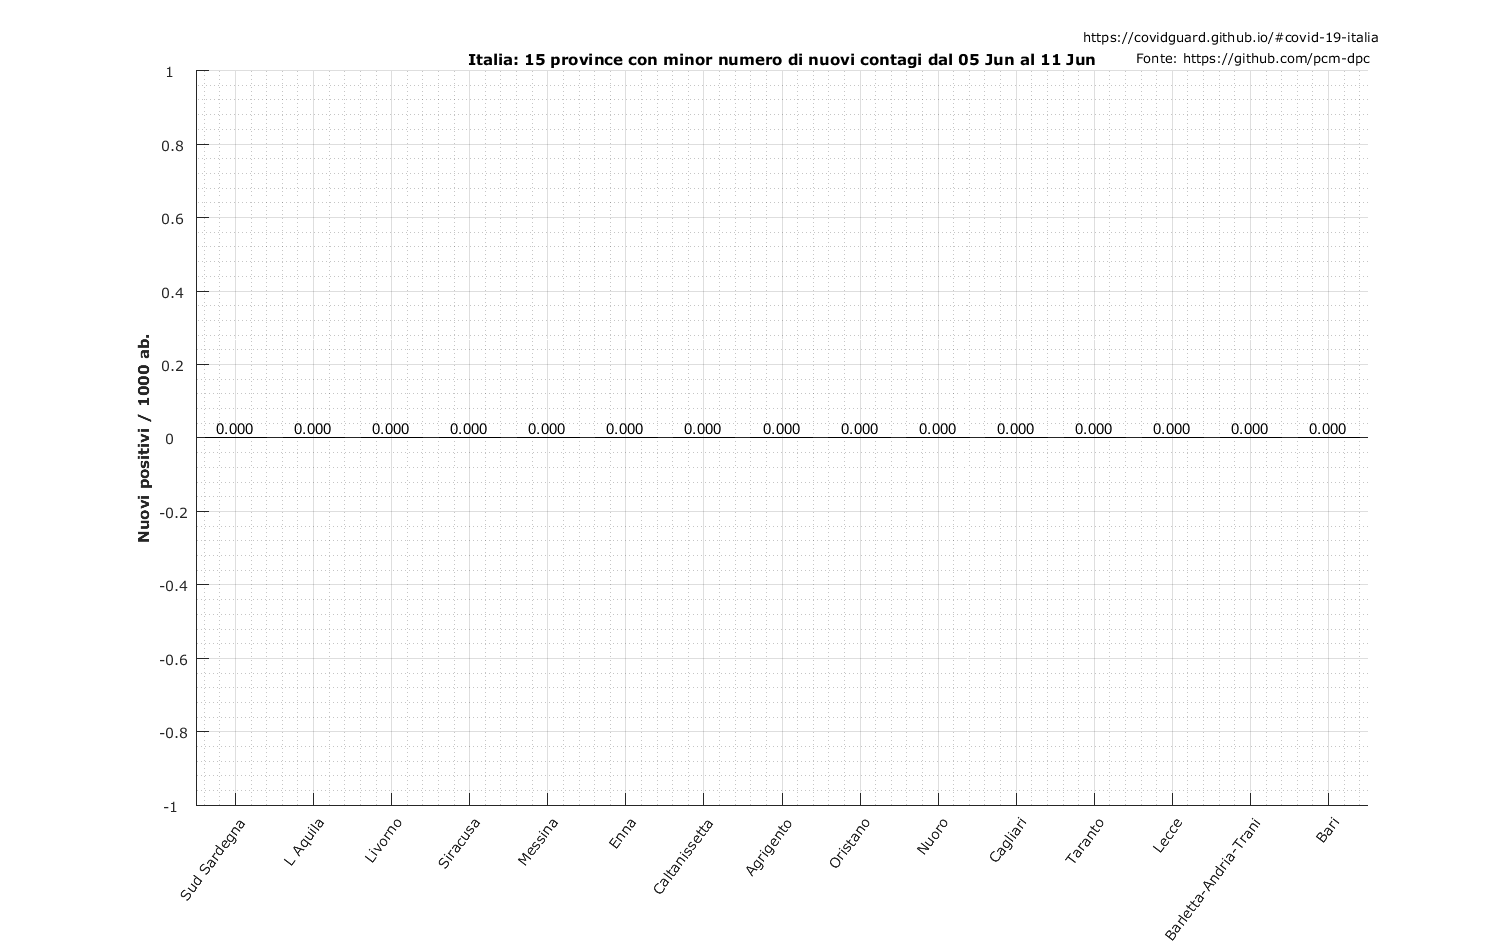 https://covidguard.github.io/#covid-19-italia
Italia: 15 province con minor numero di nuovi contagi dal 05 Jun al 11 Jun
Fonte: https://github.com/pcm-dpc
Nuovi positivi / 1000 ab.
1
0.8
0.6
0.4
0.2
0
-0.2
-0.4
-0.6
-0.8
-1
0.000 0.000 0.000 0.000 0.000 0.000 0.000 0.000 0.000 0.000 0.000 0.000 0.000 0.000 0.000
Sud Sardegna
L Aquila
Livorno
Siracusa
Messina
Enna
Caltanissetta
Agrigento
Oristano
Nuoro
Cagliari
Taranto
Lecce
Barletta-Andria-Trani
Bari